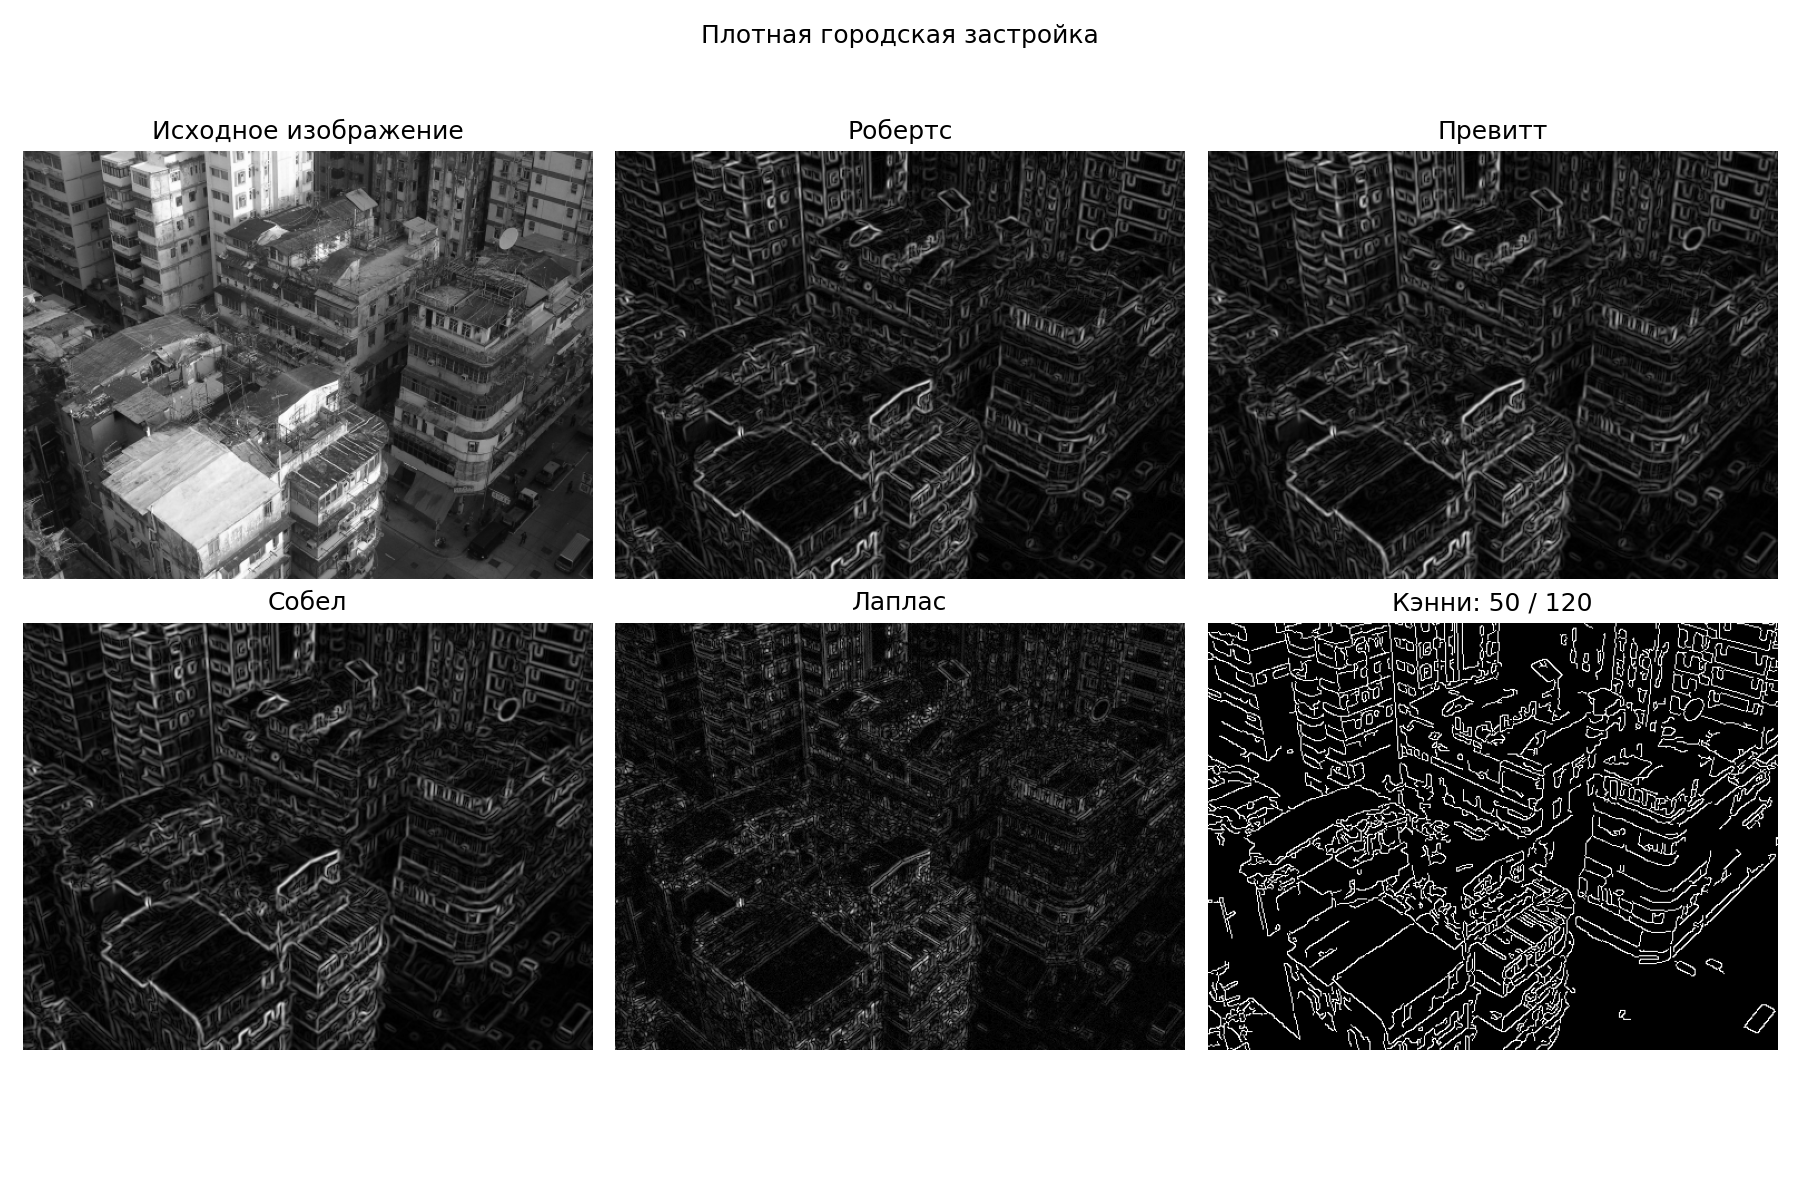 Плотная городская застройка
Исходное изображение
Робертс
Превитт
Собел
Лаплас
Кэнни: 50 / 120